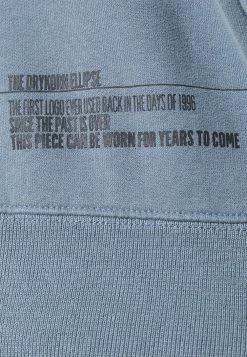 THE DRYKORN ELLIPSE
THE FIRST LOGO EVER USED BACK IN THE DAYS OF 1996
SINCE THE PAST IS OVER
THIS PIECE CAN BE WORN FOR YEARS TO COME